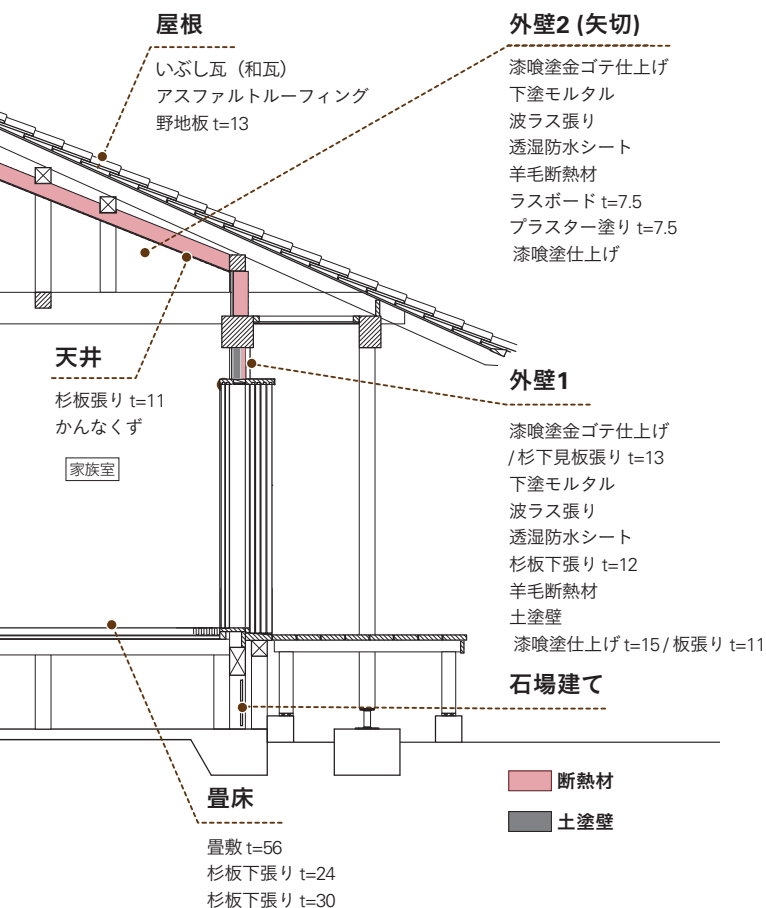 屋根
いぶし瓦（和瓦）
アスファルトルーフィング
野地板 t=13
外壁2 (矢切)
漆喰塗金ゴテ仕上げ
下塗モルタル
波ラス張り
透湿防水シート
羊毛断熱材
ラスボード t=7.5
プラスター塗り t=7.5
漆喰塗仕上げ
天井
杉板張り t=11
かんなくず
家族室
外壁1
漆喰塗金ゴテ仕上げ
/杉下見板張り t=13
下塗モルタル
波ラス張り
透湿防水シート
杉板下張り t=12
羊毛断熱材
土塗壁
漆喰塗仕上げ t=15 / 板張り t=11
石場建て
断熱材
土塗壁
畳床
畳敷 t=56
杉板下張り t=24
杉板下張り t=30